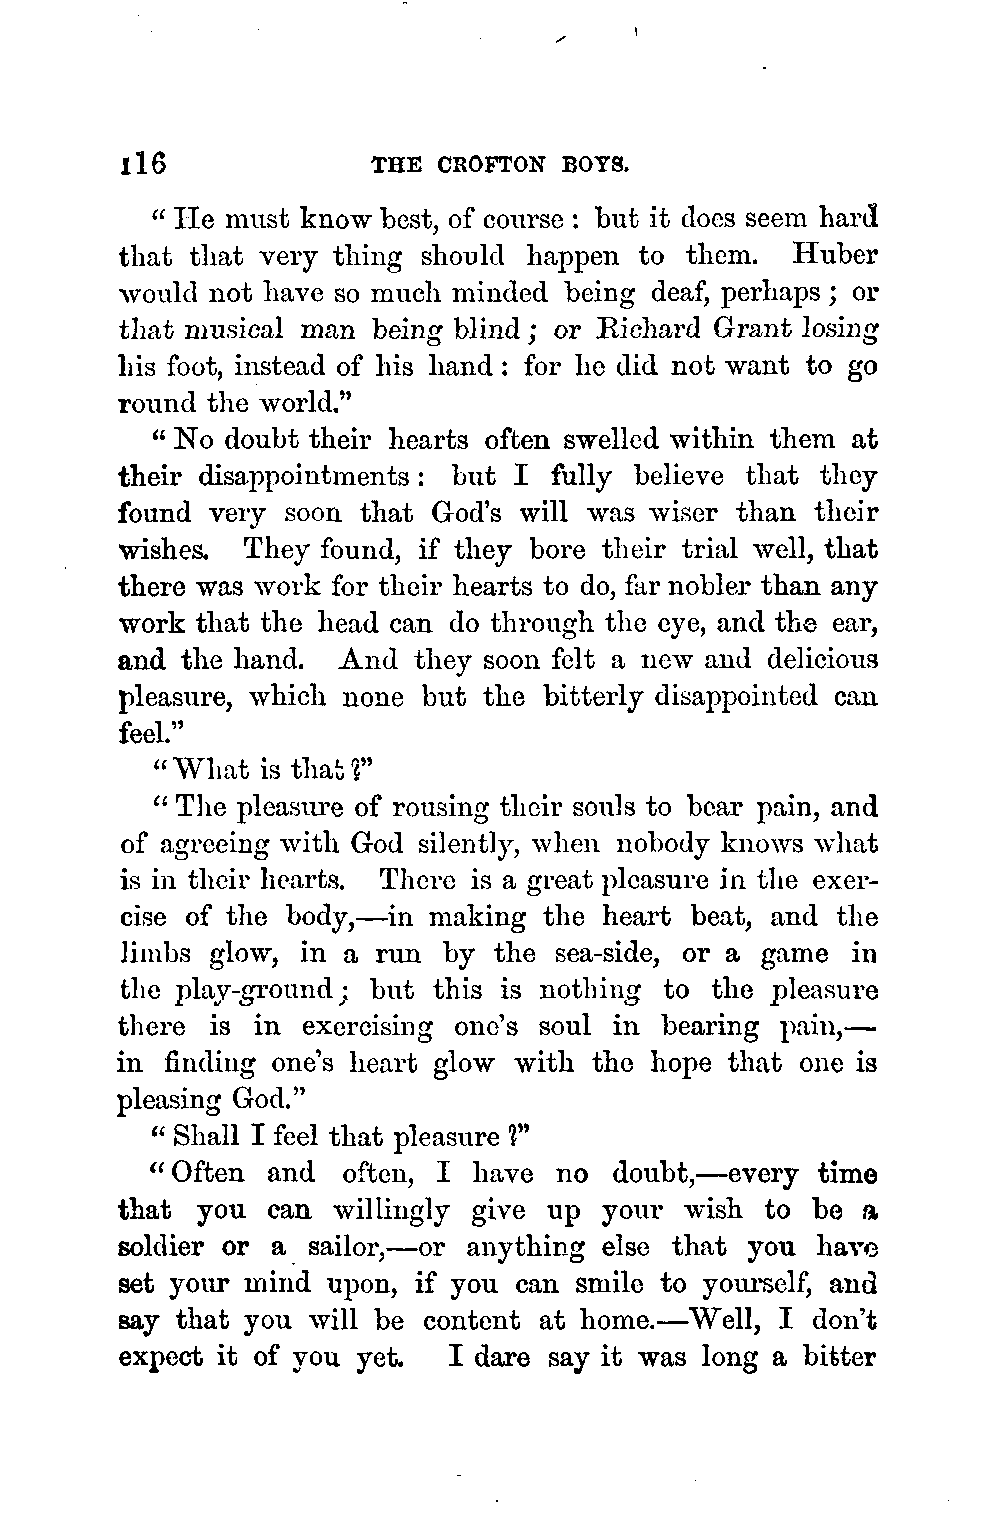 116 THE CROFTON BOYS.
“He must know best, of course : but it does seem hard
that that very thing should happen to them. Huber
would not have so much minded being deaf, perhaps ; or
that musical man being blind ; or Richard Grant losing
his foot, instead of his hand : for he did not want to go
round the world.”
“No doubt their hearts often swelled within them at
their disappointments : but I fully believe that they
found very soon that God’s will was wiser than their
wishes. They found, if they bore their trial well, that
there was work for their hearts to do, far nobler than any
work that the head can do through the eye, and the ear,
and the hand. And they soon felt a new and delicious
pleasure, which none but the bitterly disappointed can
feel.”
“What is that ?”
“The pleasure of rousing their souls to bear pain, and
of agreeing with God silently, when nobody knows what
is in their hearts. There is a great pleasure in the exer-
cise of the body,—in making the heart beat, and the
limbs glow, in a run by the sea-side, or a game in
the play-ground ; but this is nothing to the pleasure
there is in exercising one’s soul in bearing pain,—
in finding one’s heart glow with the hope that one is
pleasing God.”
“Shall I feel that pleasure ?”
“Often and often, I have no doubt,—every time
that you can willingly give up your wish to be a
soldier or a sailor,—or anything else that you have
set your mind upon, if you can smile to yourself, and
say that you will be content at home.—Well, I don’t
expect it of you yet. I dare say it was long a bitter